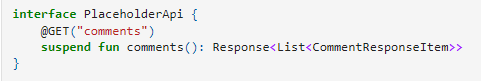 interface PlaceholderApi {
    @GET("comments")
    suspend fun comments(): Response<List<CommentResponseItem>>
}